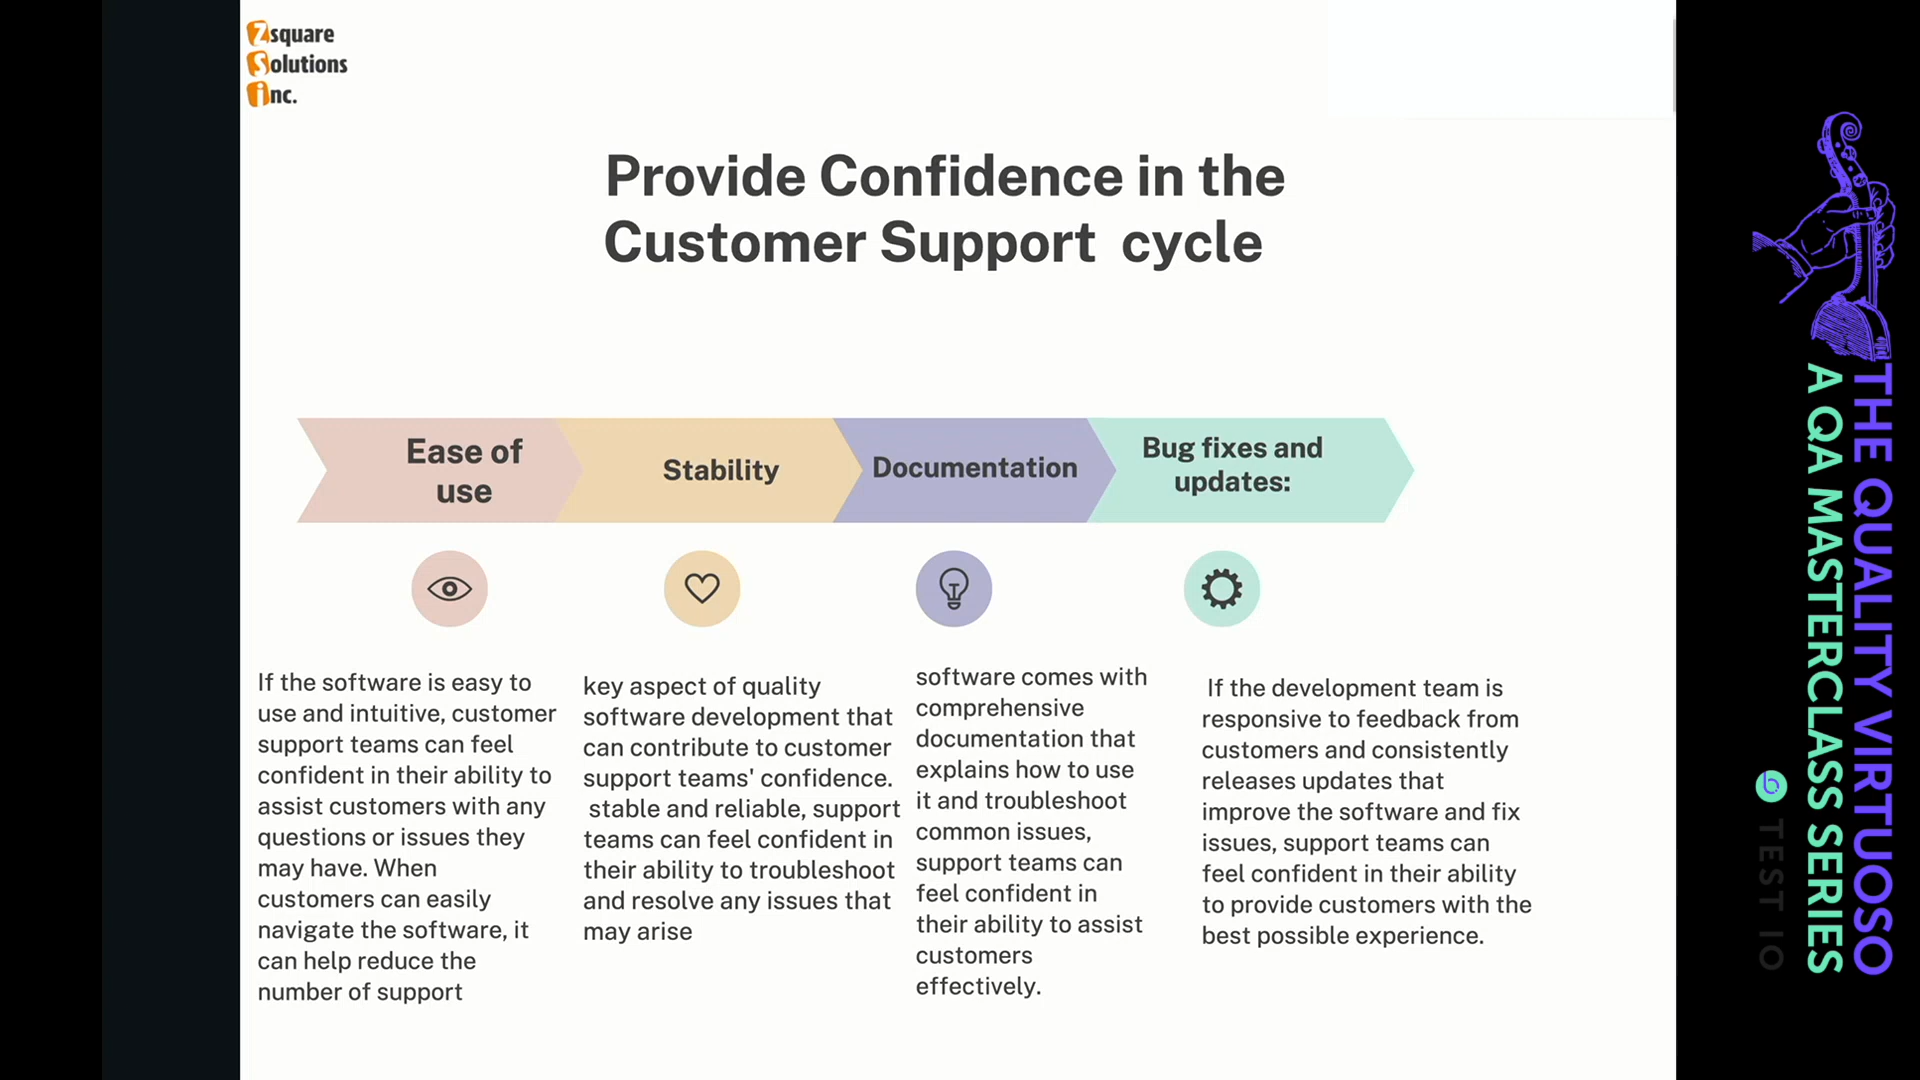 Zsquare
Solutions
inc.
Provide Confidence in the
Customer Support cycle
Ease of
use
Stability
Documentation
Bug fixes and
updates:
If the software is easy to
use and intuitive, customer
support teams can feel
confident in their ability to
assist customers with any
questions or issues they
may have. When
customers can easily
navigate the software, it
can help reduce the
number of support
key aspect of quality
software development that
can contribute to customer
support teams' confidence.
stable and reliable, support
teams can feel confident in
their ability to troubleshoot
and resolve any issues that
may arise
software comes with
comprehensive
documentation that
explains how to use
it and troubleshoot
common issues,
support teams can
feel confident in
their ability to assist
customers
effectively.
If the development team is
responsive to feedback from
customers and consistently
releases updates that
improve the software and fix
issues, support teams can
feel confident in their ability
to provide customers with the
best possible experience.
THE QUALITY VIRTUOSO
A QA MASTERCLASS SERIES
TEST IO